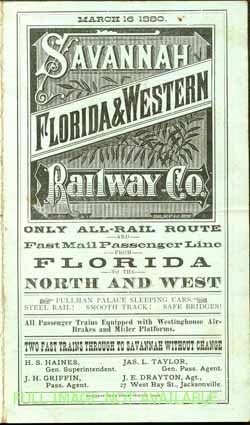 MARCH 16 1880.
SAVANNAH
FLORIDA & WESTERN
Railway Co.
ONLY ALL-RAIL ROUTE
AND
Fast Mail Passenger Line
FROM
FLORIDA
TO THE
NORTH AND WEST
PULLMAN PALACE SLEEPING CARS.
STEEL RAIL! SMOOTH TRACK! SAFE BRIDGES!
All Passenger Trains Equipped with Westinghouse Air-
Brakes and Miller Platforms.
TWO FAST TRAINS THROUGH TO SAVANNAH WITHOUT CHANGE
H. S. HAINES,
Gen. Superintendent.
JAS. L. TAYLOR,
Gen. Pass. Agent.
J. H. GRIFFIN,
Pass. Agent.
J. E. DRAYTON, Agt.,
27 West Bay St., Jacksonville.
FULL IMAGE NOT AVAILABLE